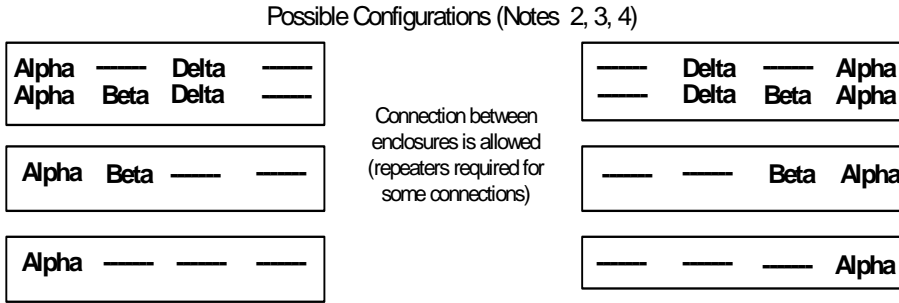 Possible Configurations (Notes 2, 3, 4)
Alpha ------- Delta -------
Alpha Beta Delta -------
Alpha Beta ------- -------
Alpha ------- ------- -------
Connection between
enclosures is allowed
(repeaters required for
some connections)
------- Delta ------- Alpha
------- Delta Beta Alpha
------- ------- Beta Alpha
------- ------- ------- Alpha